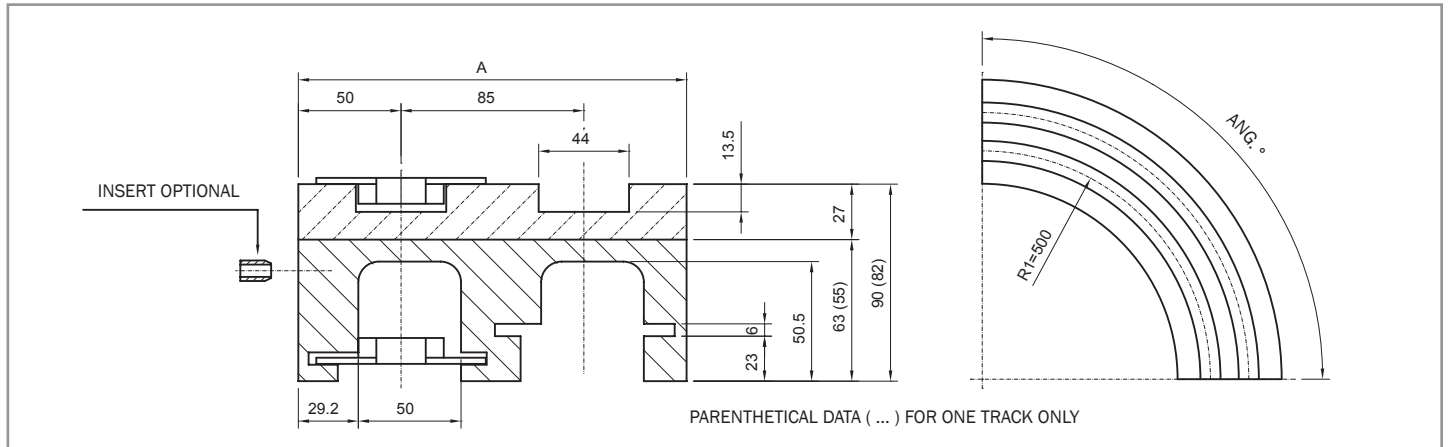 A
50
85
44
13.5
INSERT OPTIONAL
27
63 (55)
90 (82)
50.5
6
23
29.2
50
PARENTHETICAL DATA ( ... ) FOR ONE TRACK ONLY
ANG. °
R1=500